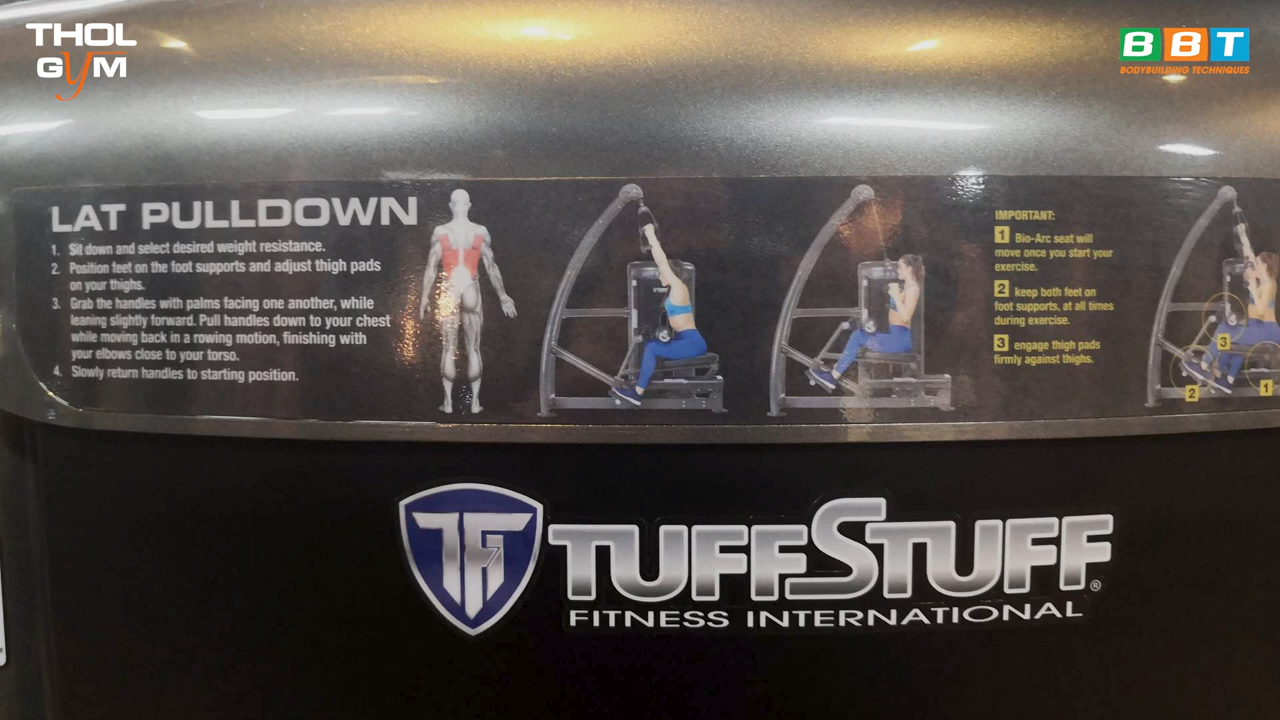 THOL
GYM
BBT
BODYBUILDING TECHNIQUES
LAT PULLDOWN
1. Sit down and select desired weight resistance.
2. Position feet on the foot supports and adjust thigh pads
on your thighs.
3. Grab the handles with palms facing one another, while
leaning slightly forward. Pull handles down to your chest
while moving back in a rowing motion, finishing with
your elbows close to your torso.
4. Slowly return handles to starting position.
IMPORTANT:
1 Bio-Arc seat will
move once you start your
exercise.
2 keep both feet on
foot supports, at all times
during exercise.
3 engage thigh pads
firmly against thighs.
3
2
1
TF
TUFFSTUFF®
FITNESS INTERNATIONAL